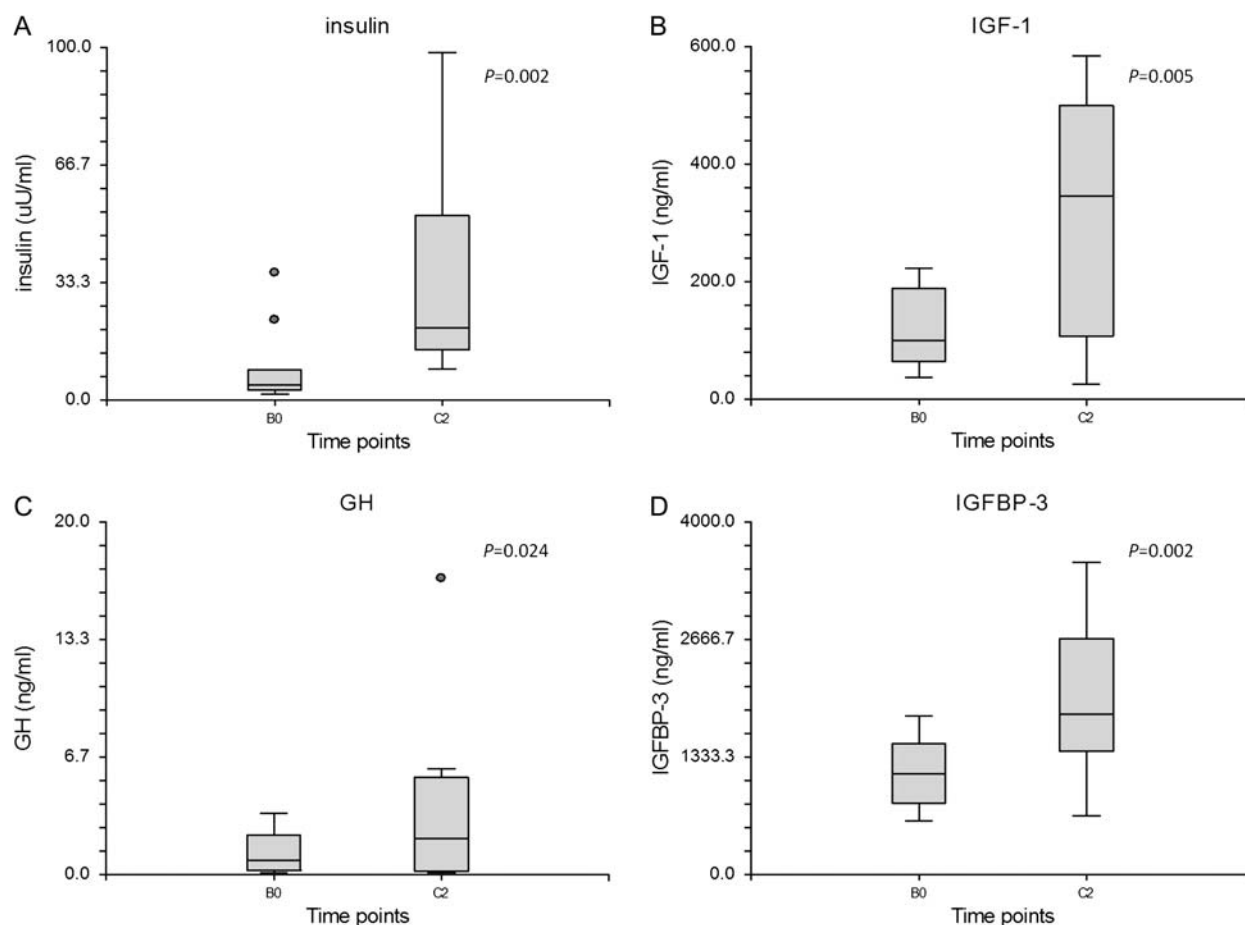 A
insulin
100.0
P=0.002
66.7
insulin (uU/ml)
33.3
0.0
B0
C2
Time points
B
IGF-1
600.0
P=0.005
400.0
IGF-1 (ng/ml)
200.0
0.0
B0
C2
Time points
C
GH
20.0
P=0.024
13.3
GH (ng/ml)
6.7
0.0
B0
C2
Time points
D
IGFBP-3
4000.0
P=0.002
2666.7
IGFBP-3 (ng/ml)
1333.3
0.0
B0
C2
Time points